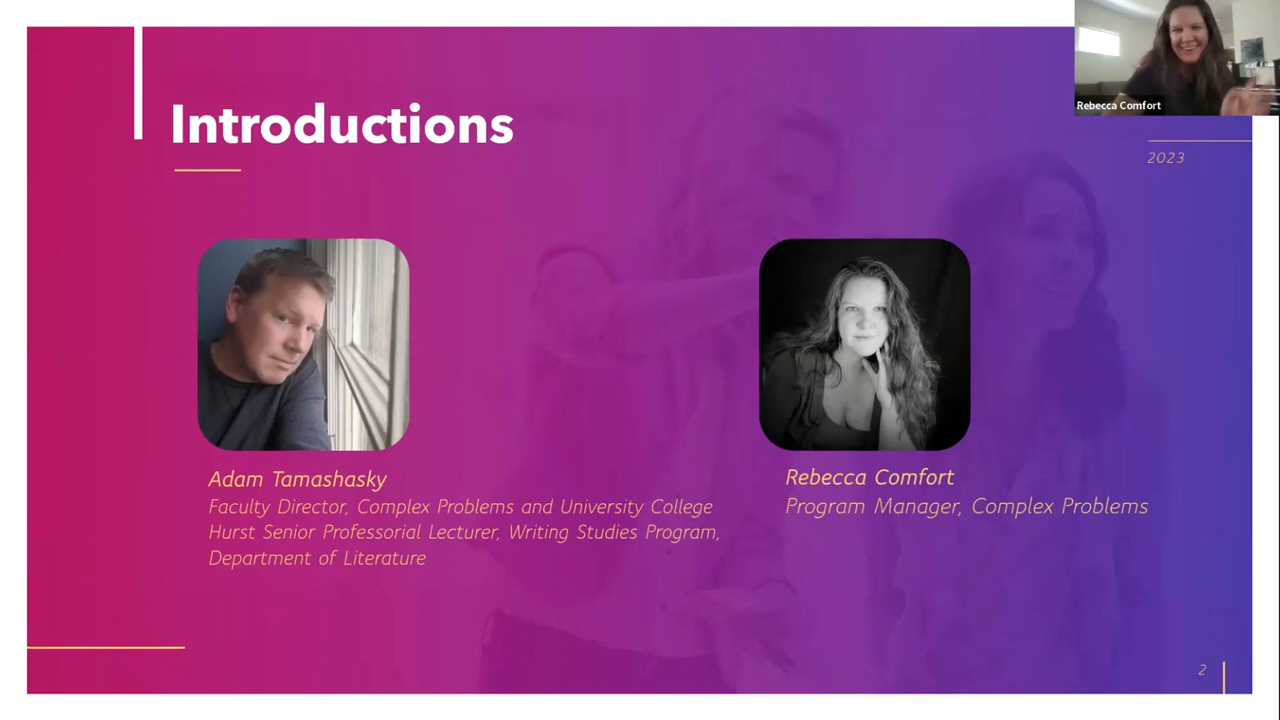 Rebecca Comfort
Introductions
2023
Adam Tamashasky
Faculty Director, Complex Problems and University College
Hurst Senior Professorial Lecturer, Writing Studies Program,
Department of Literature
Rebecca Comfort
Program Manager, Complex Problems
2